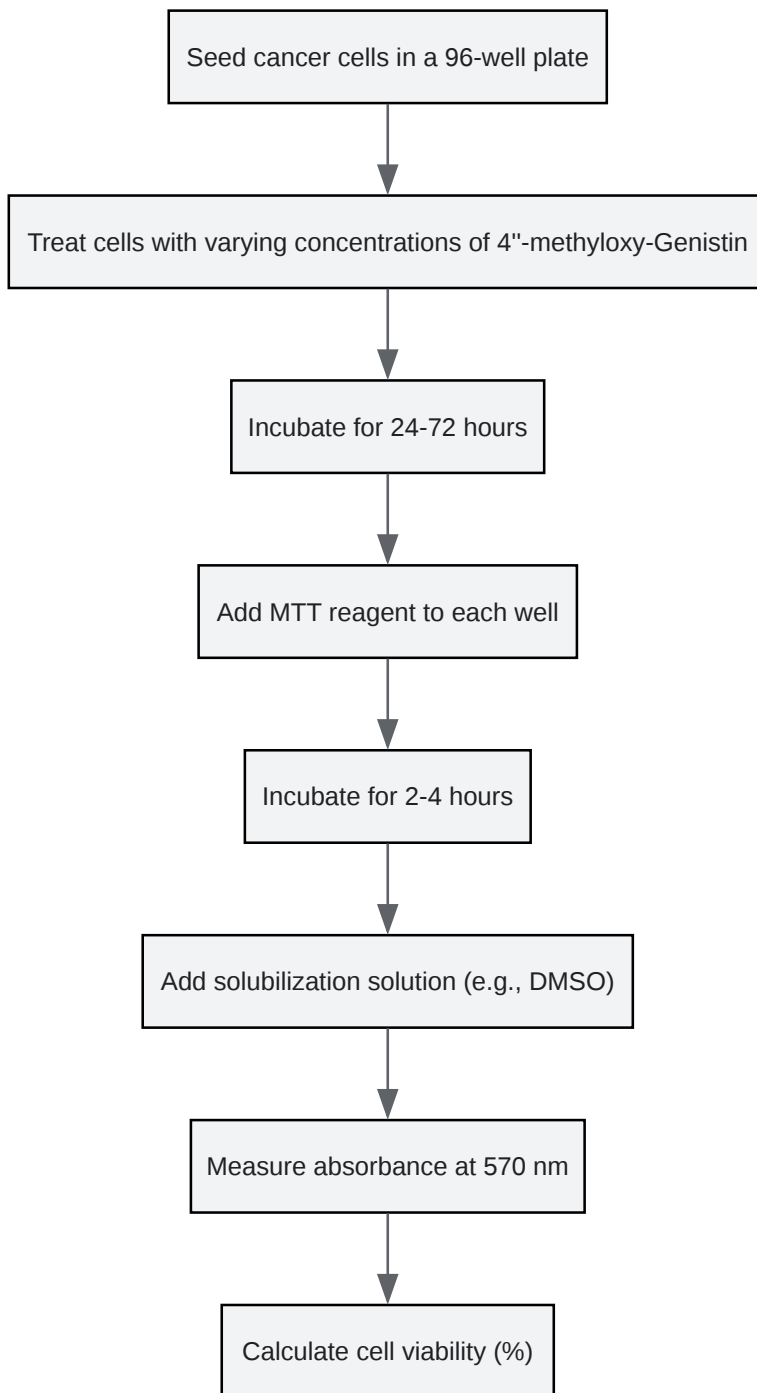 Seed cancer cells in a 96-well plate
Treat cells with varying concentrations of 4"-methyloxy-Genistin
Incubate for 24-72 hours
Add MTT reagent to each well
Incubate for 2-4 hours
Add solubilization solution (e.g., DMSO)
Measure absorbance at 570 nm
Calculate cell viability (%)